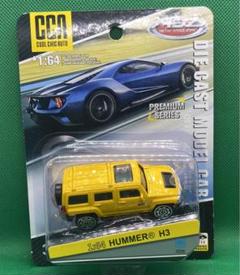 CCA
COOL CHIC AUTO
1:64
PREMIUM
SERIES
DIE CAST MODEL CAR
1:64 HUMMER® H3